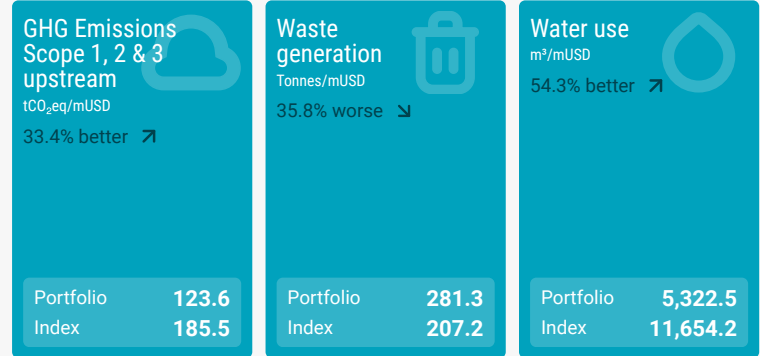 GHG Emissions
Scope 1, 2 & 3
upstream
tCO₂eq/mUSD
33.4% better
Portfolio 123.6
Index 185.5
Waste
generation
Tonnes/mUSD
35.8% worse
Portfolio 281.3
Index 207.2
Water use
m³/mUSD
54.3% better
Portfolio 5,322.5
Index 11,654.2